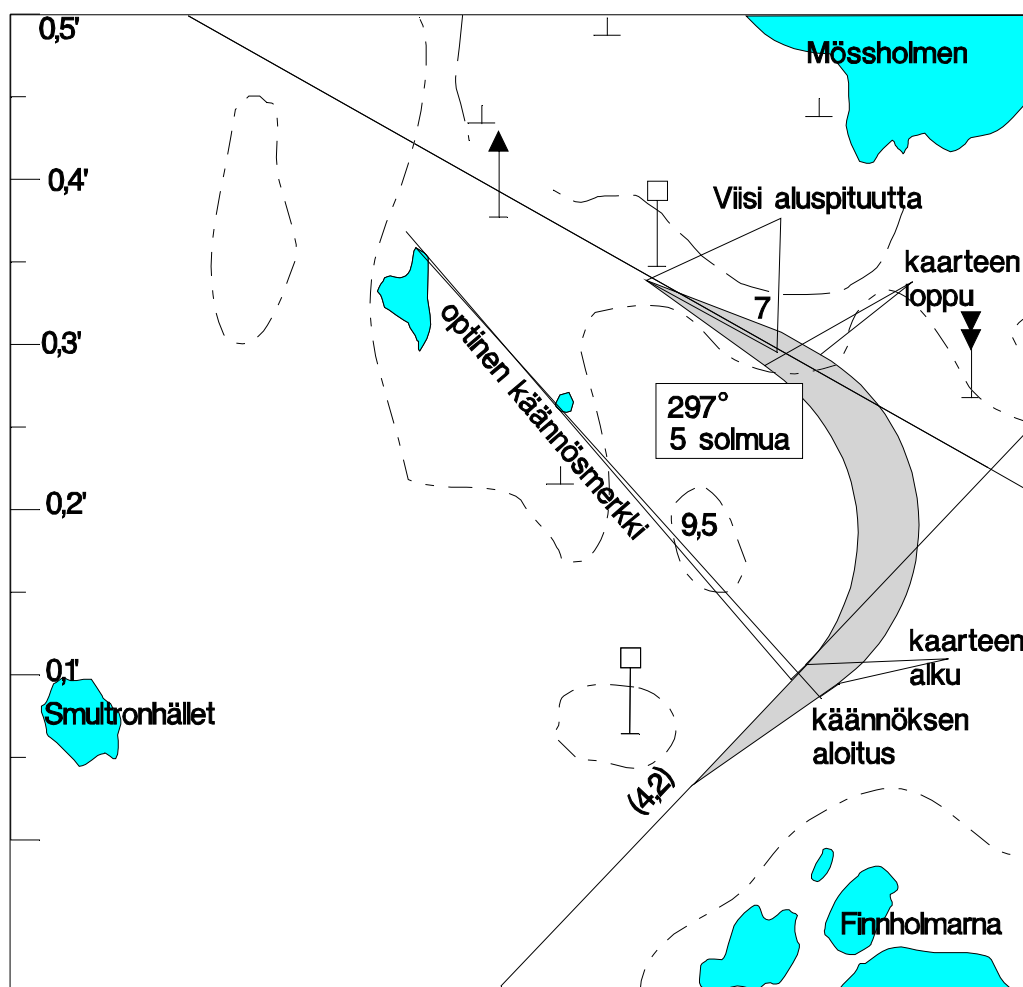 0,5'
Mössholmen
0,4'
Viisi aluspituutta
kaarteen
loppu
7
0,3'
optinen käännösmerkki
297°
5 solmua
0,2'
9,5
0,1'
kaarteen
alku
Smultronhället
käännöksen
aloitus
(4,2)
Finnholmarna